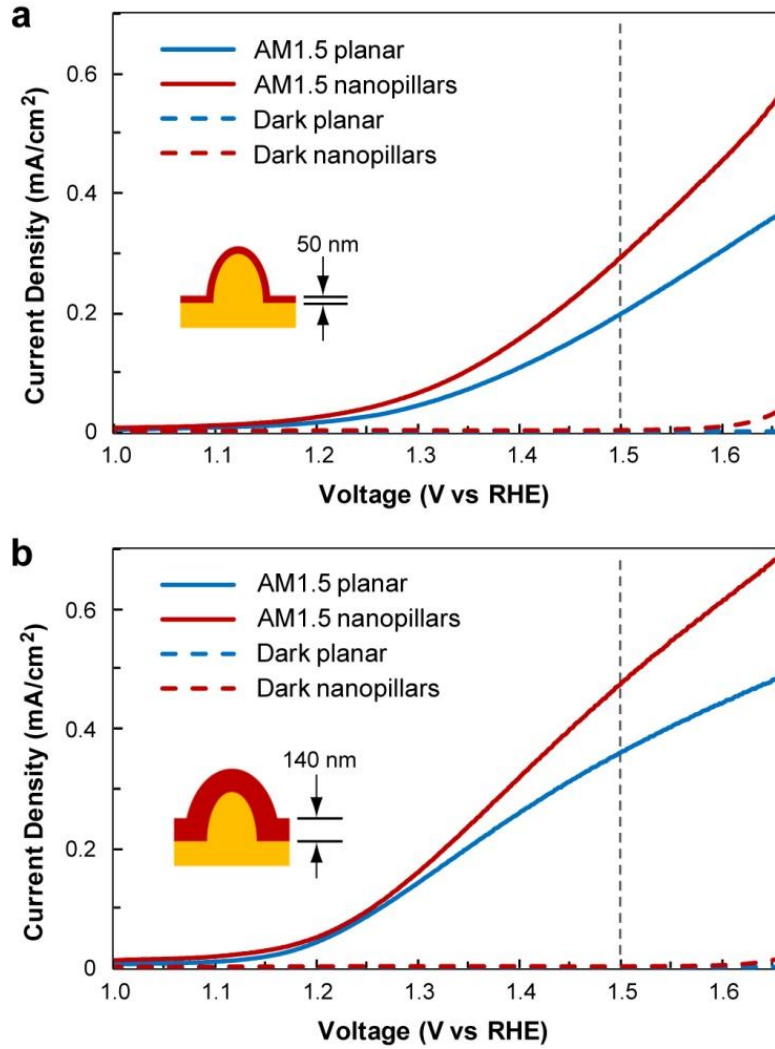 a
AM1.5 planar
AM1.5 nanopillars
Dark planar
Dark nanopillars
50 nm
Current Density (mA/cm²)
0.6
0.4
0.2
0
1.0 1.1 1.2 1.3 1.4 1.5 1.6
Voltage (V vs RHE)
b
AM1.5 planar
AM1.5 nanopillars
Dark planar
Dark nanopillars
140 nm
Current Density (mA/cm²)
0.6
0.4
0.2
0
1.0 1.1 1.2 1.3 1.4 1.5 1.6
Voltage (V vs RHE)